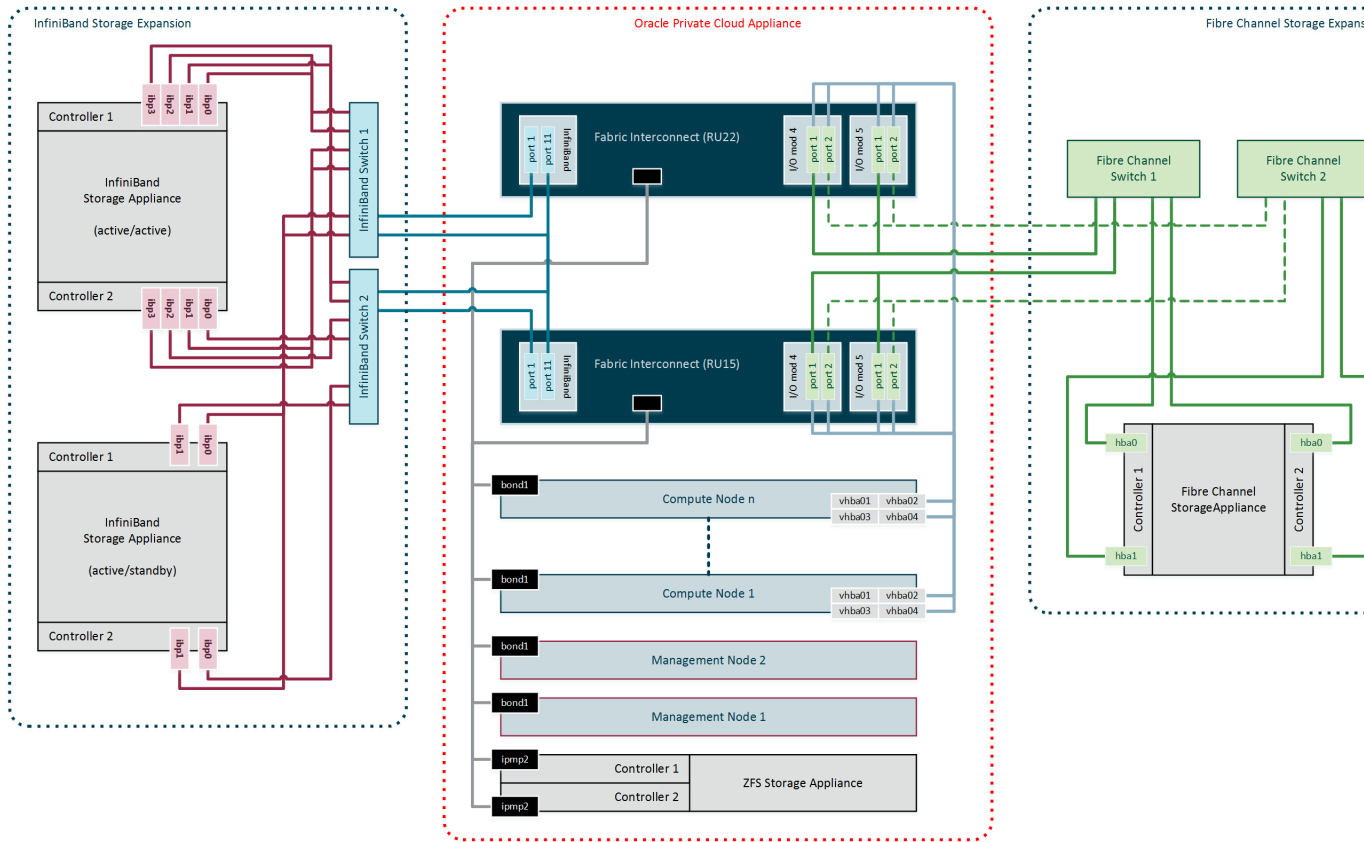 InfiniBand Storage Expansion
Oracle Private Cloud Appliance
Fibre Channel Storage Expans
ibp3
ibp2
ibp1
ibp0
Controller 1
InfiniBand
Storage Appliance
(active/active)
Controller 2
ibp3
ibp2
ibp1
ibp0
InfiniBand Switch 1
InfiniBand Switch 2
ibp1
ibp0
Controller 1
InfiniBand
Storage Appliance
(active/standby)
Controller 2
ibp1
ibp0
port 1
port 11
InfiniBand
Fabric Interconnect (RU22)
I/O mod 4
port 1
port 2
I/O mod 5
port 1
port 2
port 1
port 11
InfiniBand
Fabric Interconnect (RU15)
I/O mod 4
port 1
port 2
I/O mod 5
port 1
port 2
bond1
Compute Node n
vhba01
vhba02
vhba03
vhba04
bond1
Compute Node 1
vhba01
vhba02
vhba03
vhba04
bond1
Management Node 2
bond1
Management Node 1
ipmp2
Controller 1
ZFS Storage Appliance
Controller 2
ipmp2
Fibre Channel
Switch 1
Fibre Channel
Switch 2
hba0
hba1
Controller 1
Fibre Channel
StorageAppliance
Controller 2
hba0
hba1